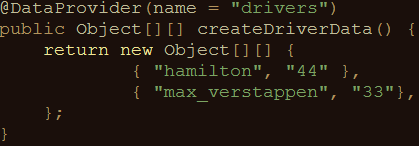 @DataProvider(name = "drivers")
public Object[][] createDriverData() {
    return new Object[][] {
            { "hamilton", "44" },
            { "max_verstappen", "33"},
    };
}